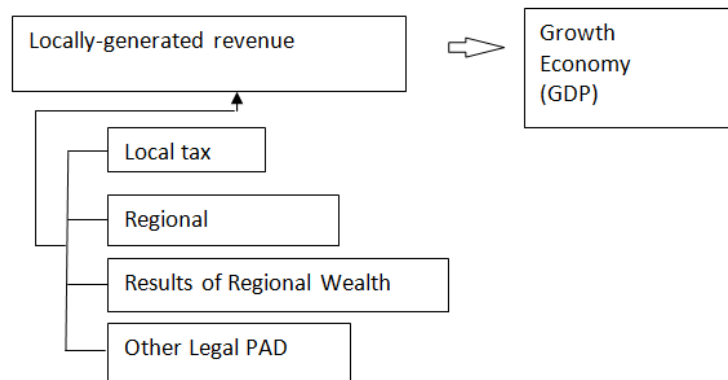 Locally-generated revenue
Growth
Economy
(GDP)
Local tax
Regional
Results of Regional Wealth
Other Legal PAD